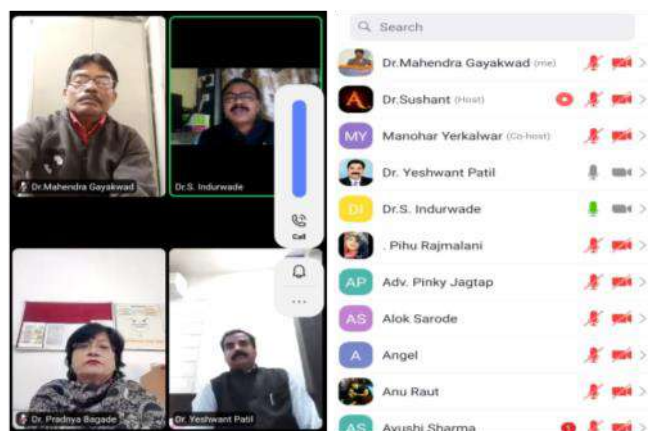 Dr.Mahendra Gayakwad
Dr.S. Indurwade
Call
Dr. Pradnya Bagade
Dr. Yeshwant Patil
Search
Dr.Mahendra Gayakwad (me)
Dr.Sushant (Host)
MY Manohar Yerkalwar (Co-host)
Dr. Yeshwant Patil
DI Dr.S. Indurwade
. Pihu Rajmalani
AP Adv. Pinky Jagtap
AS Alok Sarode
A Angel
Anu Raut
AS Ayushi Sharma